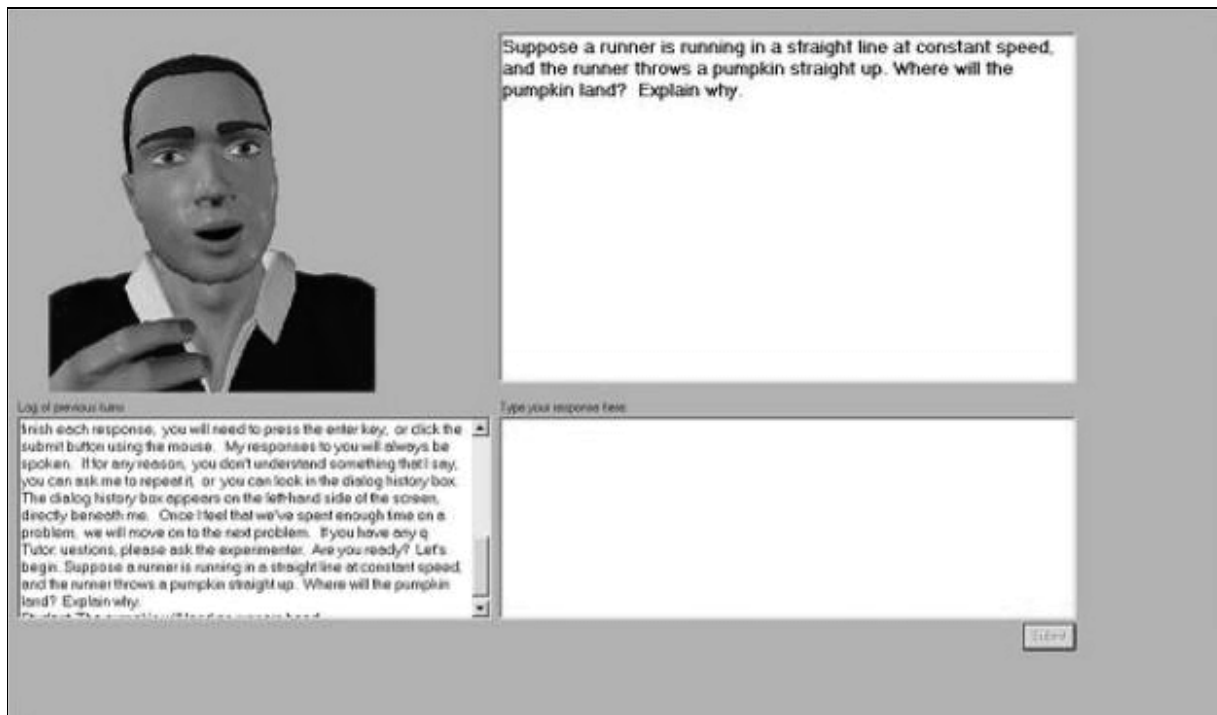 Suppose a runner is running in a straight line at constant speed,
and the runner throws a pumpkin straight up. Where will the
pumpkin land?  Explain why.
Log of previous turns
Type your response here
finish each response, you will need to press the enter key, or click the
submit button using the mouse.  My responses to you will always be
spoken.  If for any reason, you don't understand something that I say,
you can ask me to repeat it, or you can look in the dialog history box.
The dialog history box appears on the left-hand side of the screen,
directly beneath me.  Once I feel that we've spent enough time on a
problem, we will move on to the next problem.  If you have any q
Tutor: uestions, please ask the experimenter.  Are you ready?  Let's
begin. Suppose a runner is running in a straight line at constant speed,
and the runner throws a pumpkin straight up.  Where will the pumpkin
land?  Explain why.
Submit